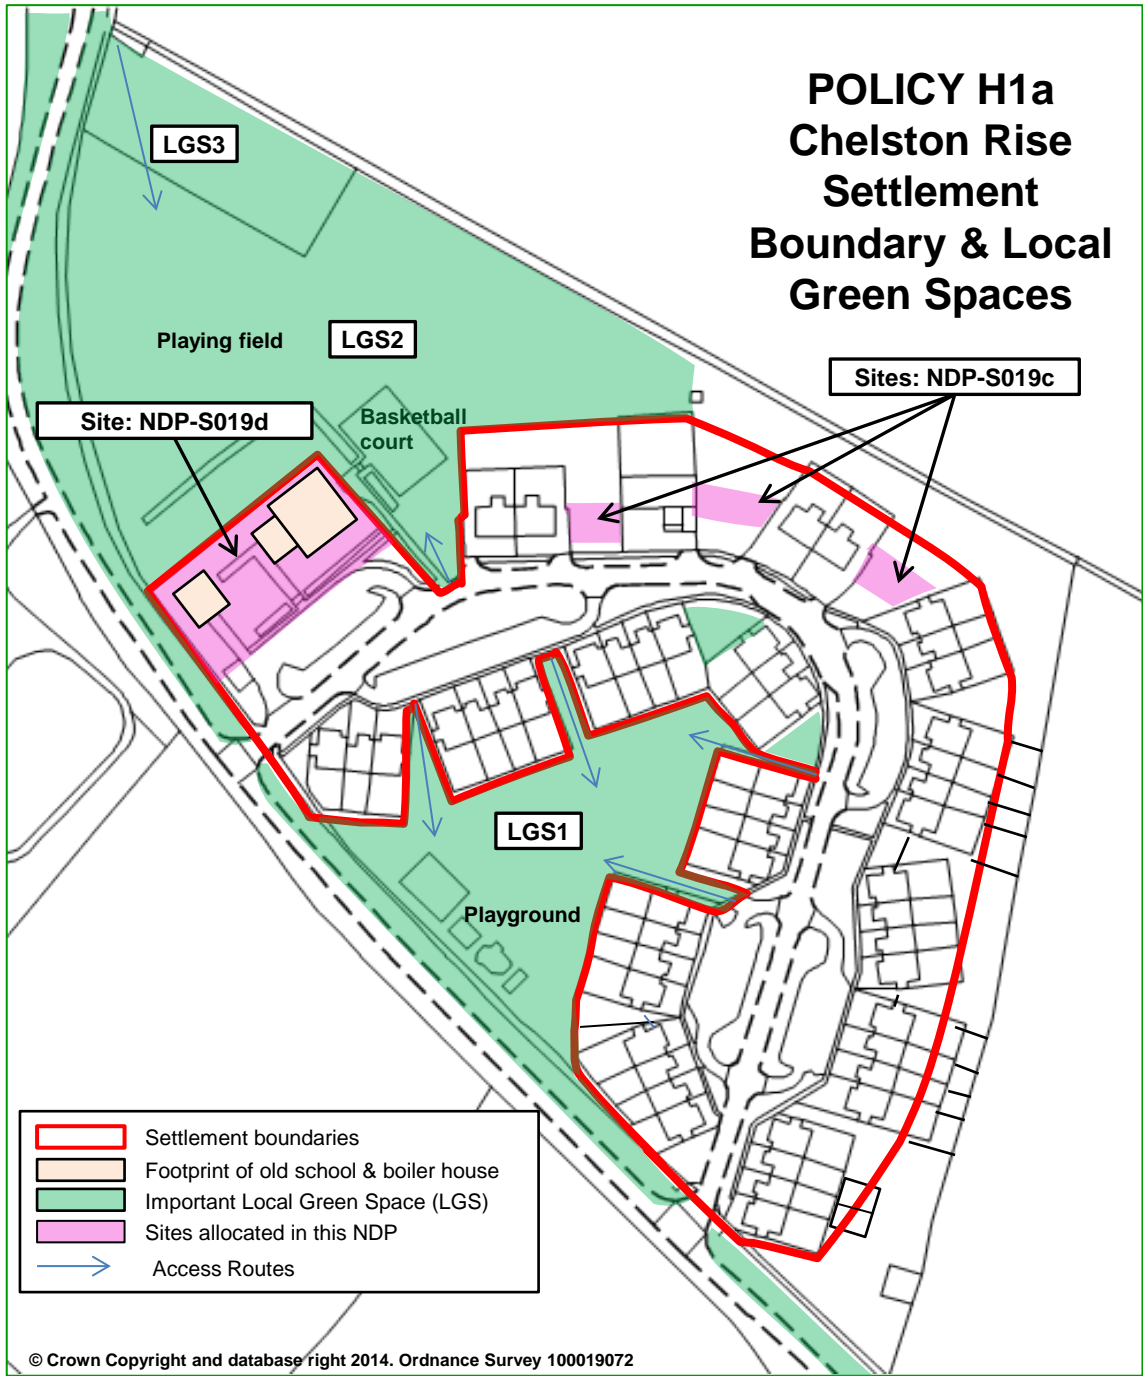 POLICY H1a
Chelston Rise
Settlement
Boundary & Local
Green Spaces
LGS3
Playing field
LGS2
Sites: NDP-S019c
Site: NDP-S019d
Basketball
court
LGS1
Playground
Settlement boundaries
Footprint of old school & boiler house
Important Local Green Space (LGS)
Sites allocated in this NDP
Access Routes
© Crown Copyright and database right 2014. Ordnance Survey 100019072